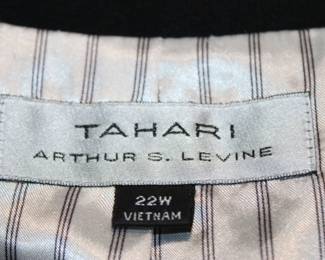 TAHARI
ARTHUR S. LEVINE
22W
VIETNAM